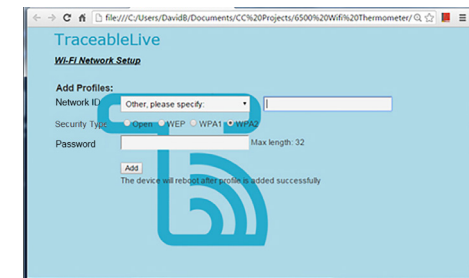 file:///C:/Users/DavidB/Documents/CC%20Projects/6500%20Wifi%20Thermometer/
TraceableLive
Wi-Fi Network Setup
Add Profiles:
Network ID Other, please specify:
Security Type Open WEP WPA1 WPA2
Password Max length: 32
Add
The device will reboot after profile is added successfully